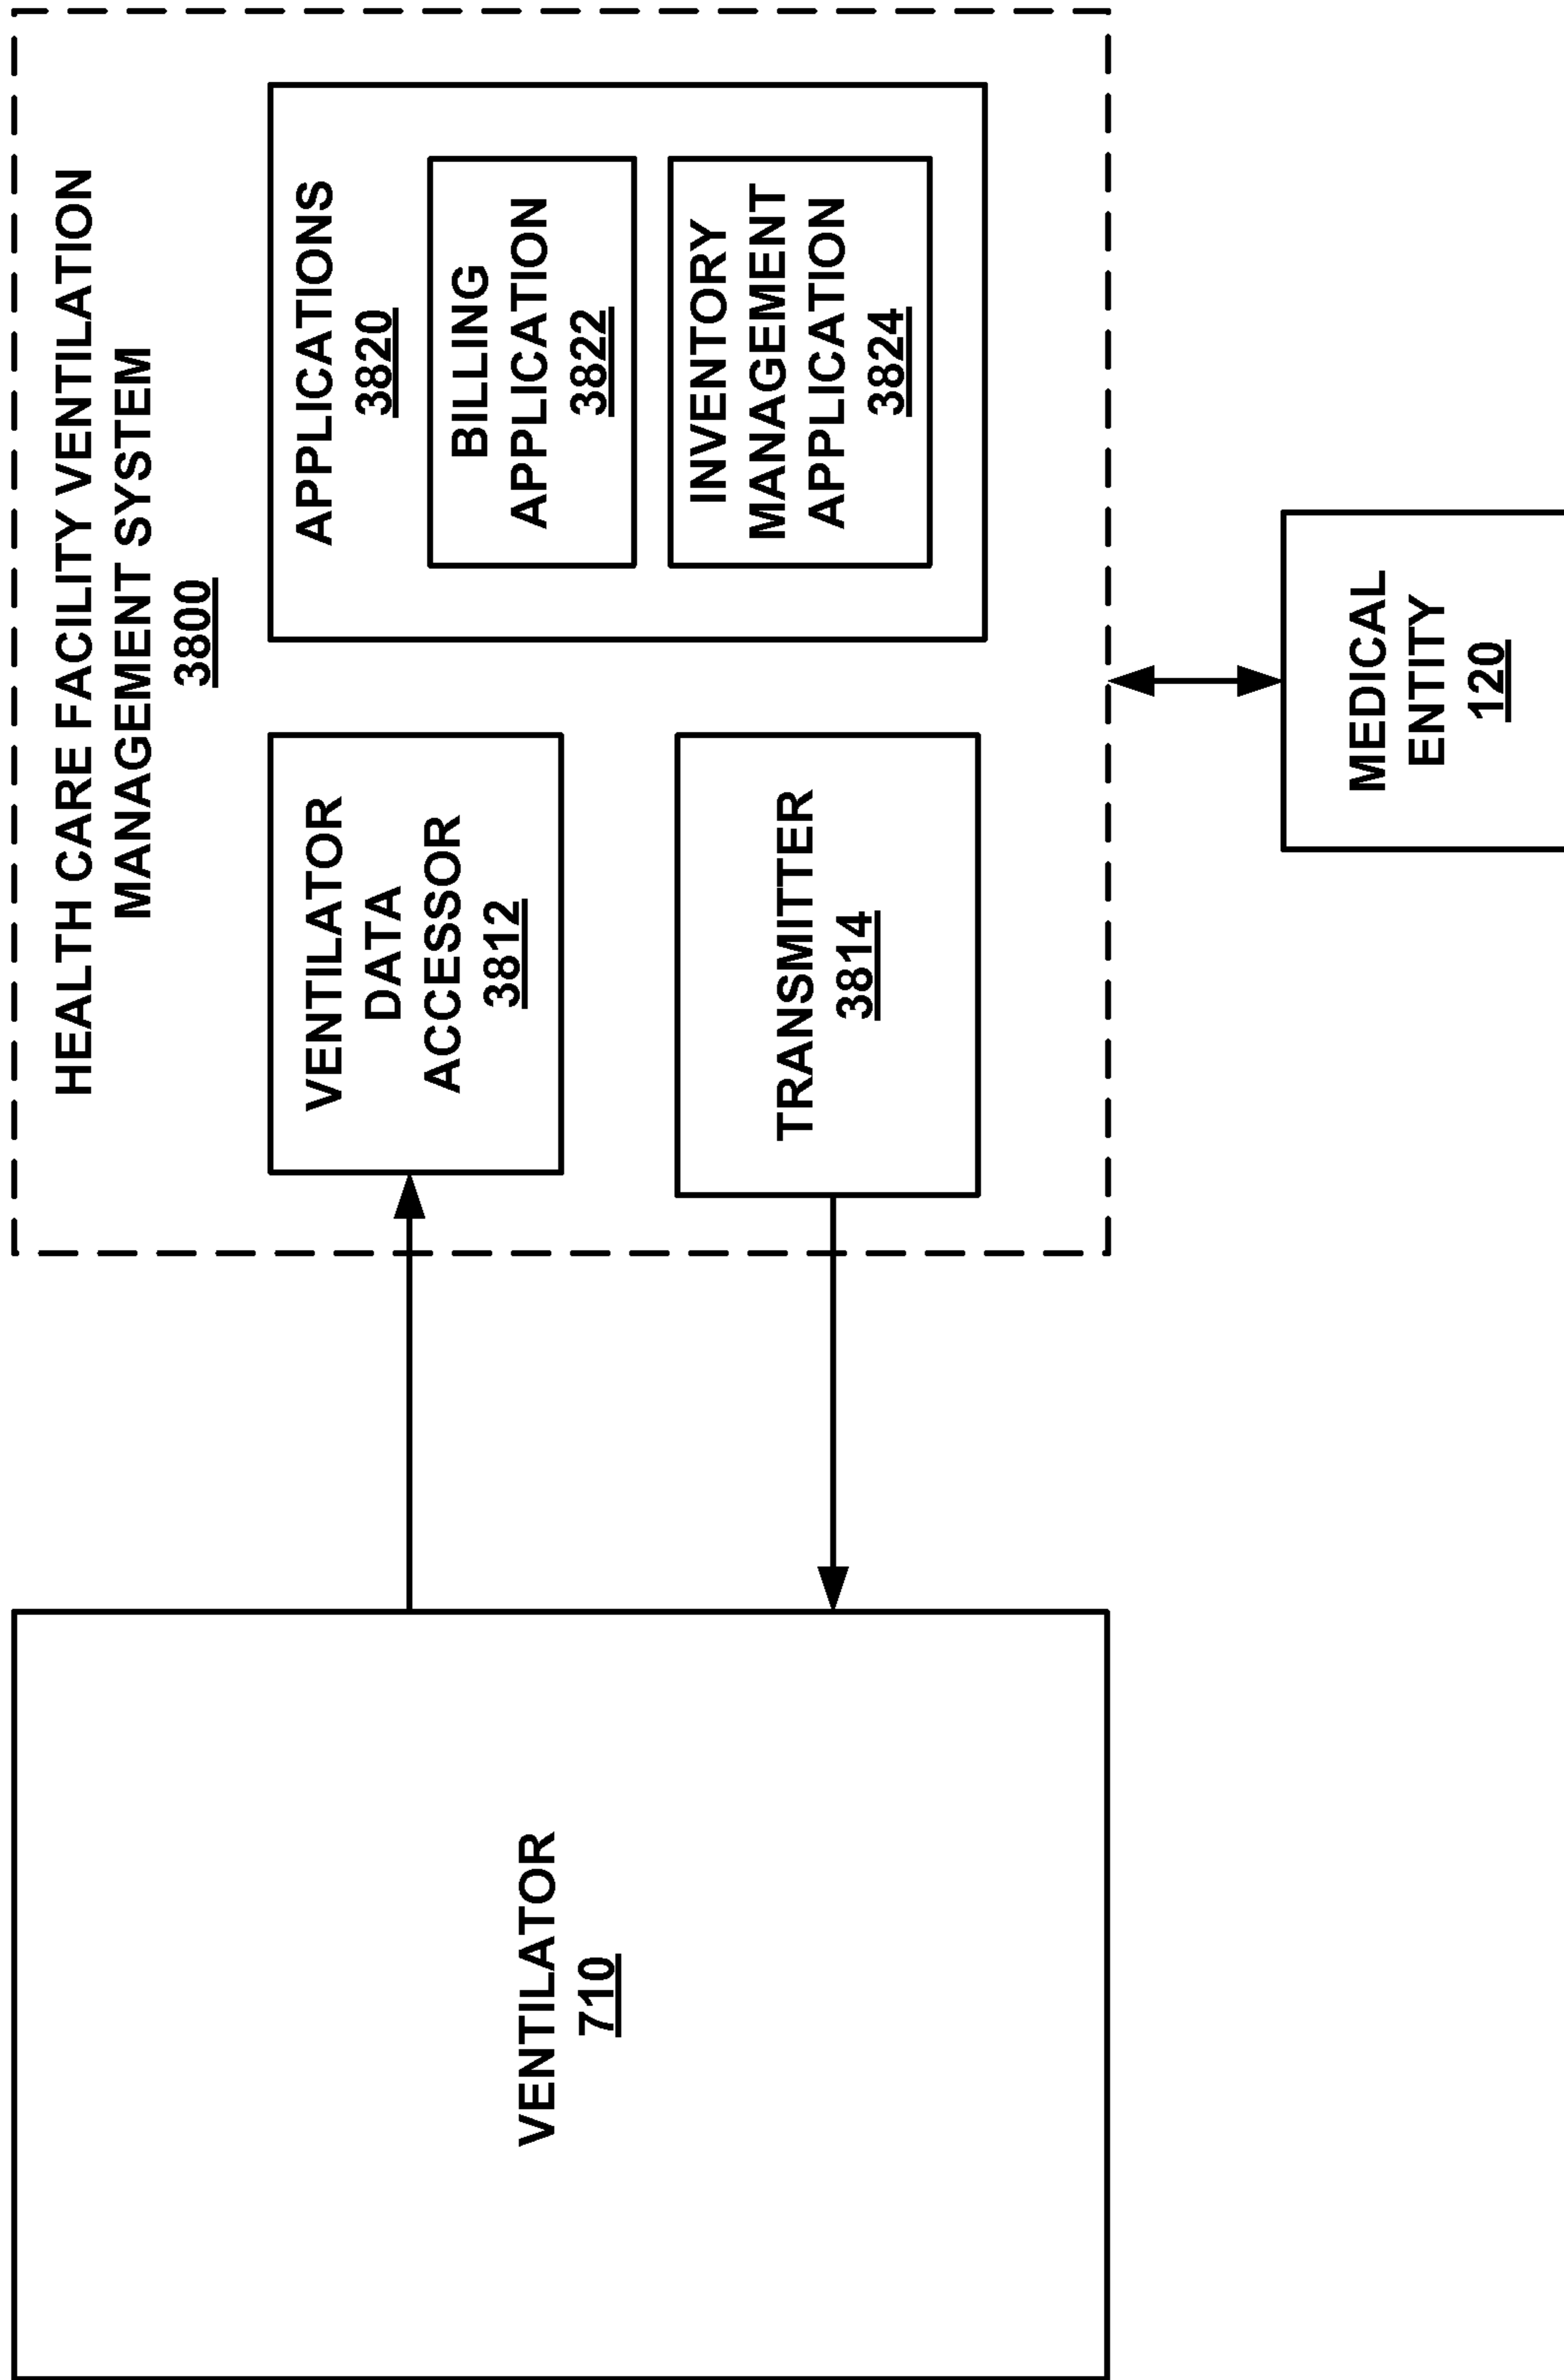 HEALTH CARE FACILITY VENTILATION
MANAGEMENT SYSTEM
3800
VENTILATOR
710
VENTILATOR
DATA
ACCESSOR
3812
TRANSMITTER
3814
APPLICATIONS
3820
BILLING
APPLICATION
3822
INVENTORY
MANAGEMENT
APPLICATION
3824
MEDICAL
ENTITY
120